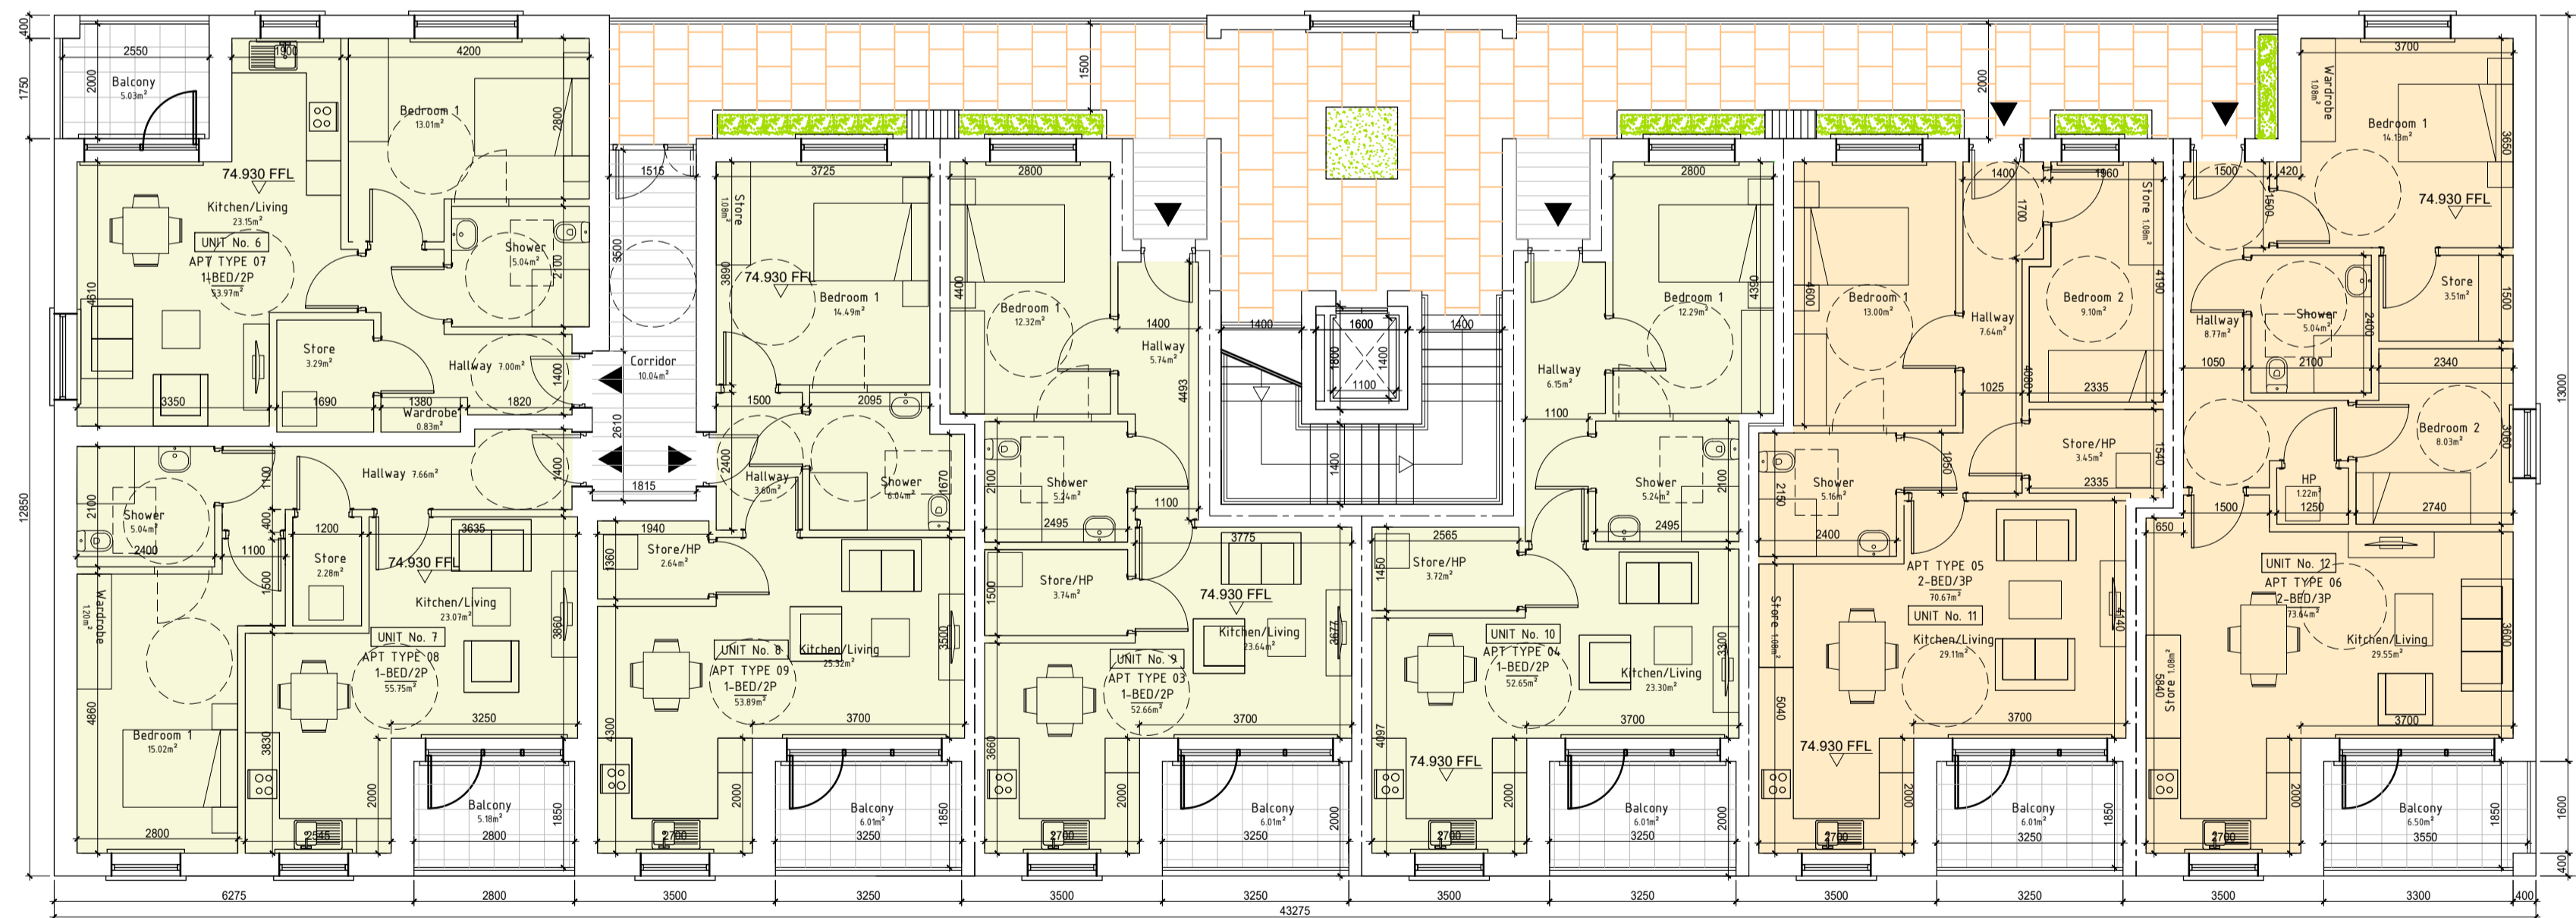 400
1750
12850
2550
2000
Balcony
5.03m²
1900
4200
Bedroom 1
13.01m²
2800
74.930 FFL
Kitchen/Living
23.15m²
UNIT No. 6
APT TYPE 07
1-BED/2P
53.97m²
4610
Shower
5.04m²
2100
Store
3.29m²
Hallway 7.00m²
1400
3350
1690
1380
1820
Wardrobe
0.83m²
1515
3500
Corridor
10.04m²
2610
1815
Hallway 7.66m²
1400
1100
2100
Shower
5.04m²
2400
1100
400
1500
1200
Store
2.28m²
3635
74.930 FFL
Kitchen/Living
23.07m²
3860
UNIT No. 7
APT TYPE 08
1-BED/2P
55.75m²
Wardrobe
1.20m²
4860
Bedroom 1
15.02m²
2800
3830
2545
2000
3250
Balcony
5.18m²
2800
1850
Store
1.08m²
3725
3890
74.930 FFL
Bedroom 1
14.49m²
1500
2095
2400
Hallway
3.60m²
Shower
6.04m²
1670
1940
1360
Store/HP
2.64m²
3500
UNIT No. 8
Kitchen/Living
25.32m²
APT TYPE 09
1-BED/2P
53.89m²
4300
3700
2700
2000
Balcony
6.01m²
3250
1850
1500
2800
4400
Bedroom 1
12.32m²
1400
Hallway
5.74m²
4493
2100
Shower
5.24m²
2495
1100
3775
1500
Store/HP
3.74m²
74.930 FFL
Kitchen/Living
23.64m²
UNIT No. 9
APT TYPE 03
1-BED/2P
52.66m²
3660
3700
2700
2000
Balcony
6.01m²
3250
2000
1400
1600
1400
1800
1400
1100
1400
2800
4390
Bedroom 1
12.29m²
Hallway
6.15m²
1100
Shower
5.24m²
2100
2495
2565
1450
Store/HP
3.72m²
3300
UNIT No. 10
APT TYPE 04
1-BED/2P
52.65m²
Kitchen/Living
23.30m²
4097
3700
74.930 FFL
2700
2000
Balcony
6.01m²
3250
2000
2000
4600
Bedroom 1
13.00m²
1400
1700
1960
Store 1.08m²
4190
Bedroom 2
9.10m²
Hallway
7.64m²
1025
4060
2335
Store/HP
3.45m²
1540
2335
1050
2150
Shower
5.16m²
2400
APT TYPE 05
2-BED/3P
70.67m²
UNIT No. 11
Kitchen/Living
29.11m²
4140
Store 1.08m²
5040
3700
74.930 FFL
2700
2000
Balcony
6.01m²
3250
1850
3700
Wardrobe
1.08m²
Bedroom 1
14.13m²
3650
74.930 FFL
1500
420
1500
Hallway
8.77m²
Shower
5.04m²
2400
2100
Store
3.51m²
1500
1050
2340
Bedroom 2
8.03m²
3060
HP
1.22m²
1250
1500
2740
650
UNIT No. 12
APT TYPE 06
2-BED/3P
73.64m²
Kitchen/Living
29.55m²
3600
Store 1.08m²
5840
3700
2700
2000
Balcony
6.50m²
3550
1850
13000
1600
400
6275
2800
3500
3250
3500
3250
3500
3250
3500
3250
3500
3300
400
43275